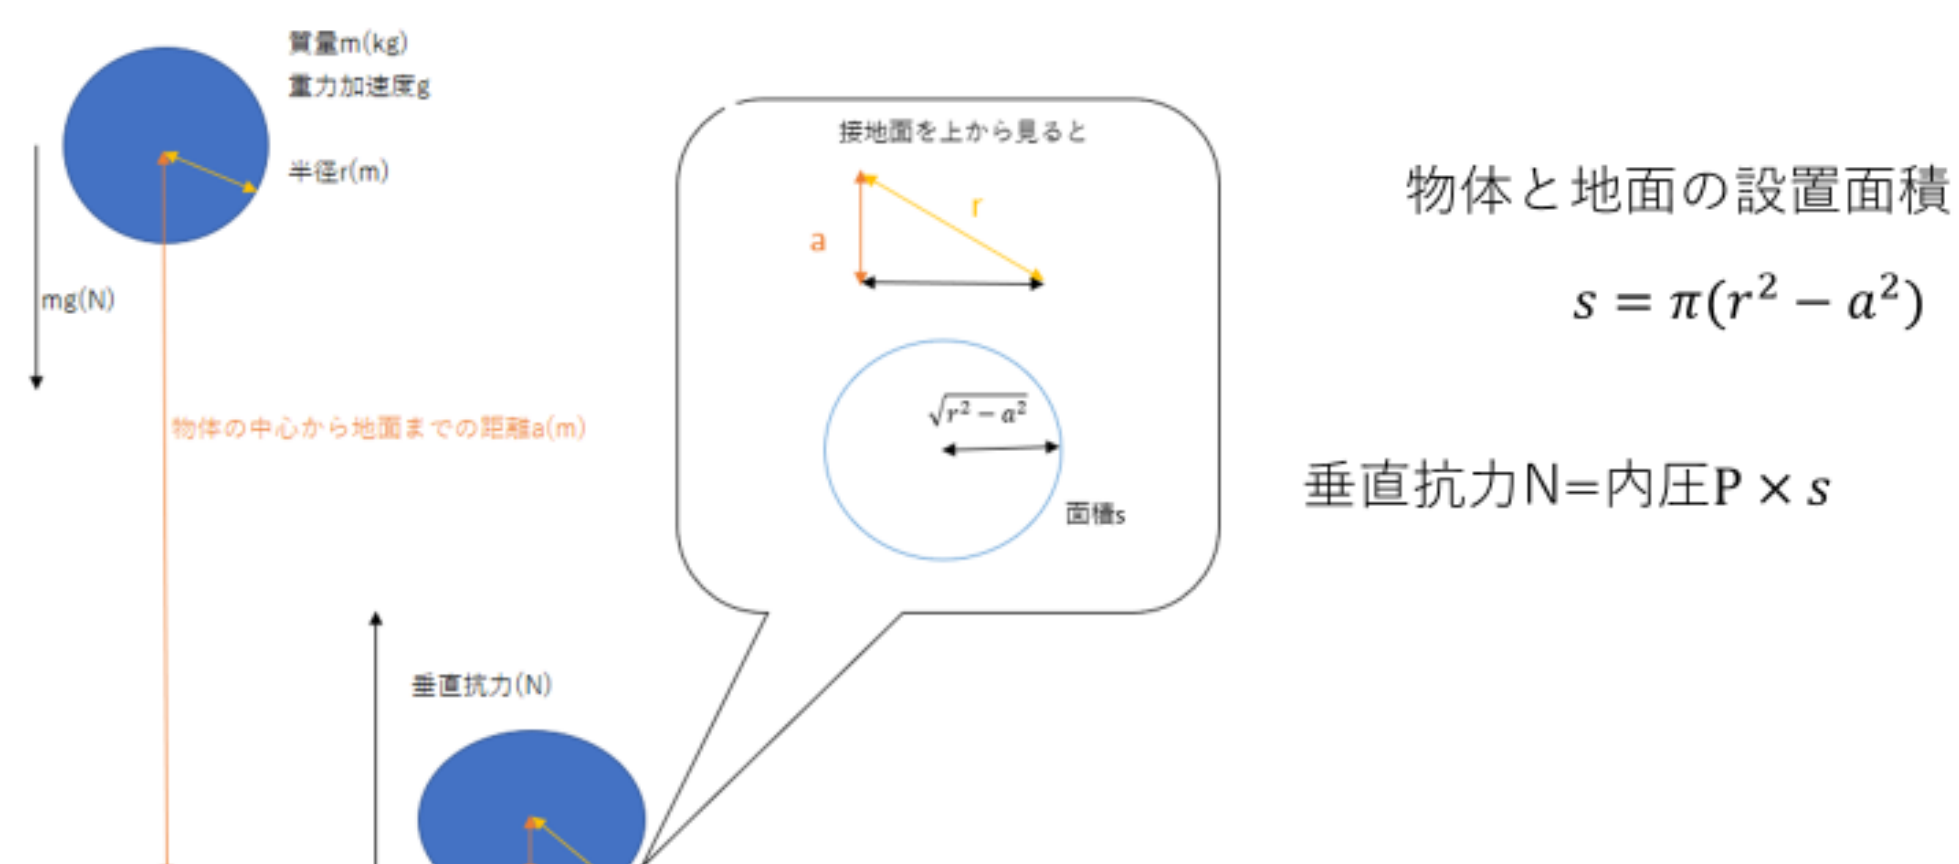 質量m(kg)
重力加速度g
半径r(m)
mg(N)
物体の中心から地面までの距離a(m)
接地面を上から見ると
r
a
√r² − a²
面積s
垂直抗力(N)
物体と地面の設置面積
s = π(r² − a²)
垂直抗力N=内圧P × s